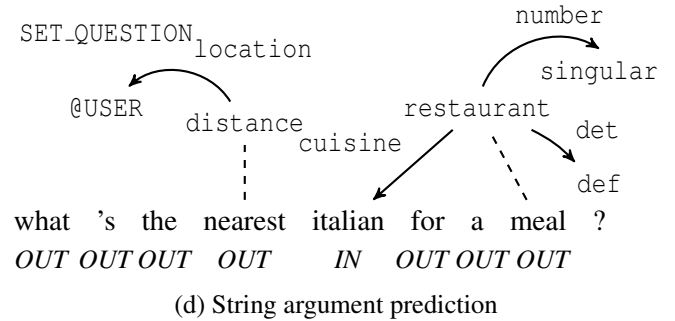 number
SET_QUESTION
location
singular
@USER
restaurant
distance
cuisine
det
def
what 's the nearest italian for a meal ?
OUT OUT OUT OUT IN OUT OUT OUT
(d) String argument prediction